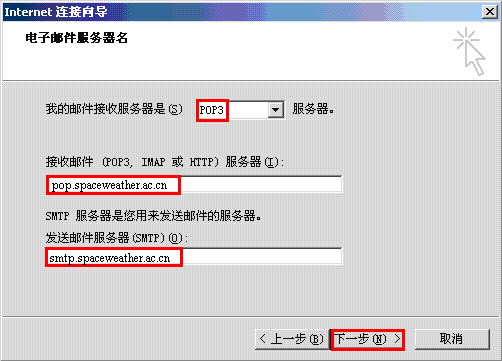 Internet 连接向导
电子邮件服务器名
我的邮件接收服务器是(S) POP3 服务器。
接收邮件 (POP3, IMAP 或 HTTP) 服务器(I):
pop.spaceweather.ac.cn
SMTP 服务器是您用来发送邮件的服务器。
发送邮件服务器(SMTP)(O):
smtp.spaceweather.ac.cn
< 上一步(B) 下一步(N) > 取消